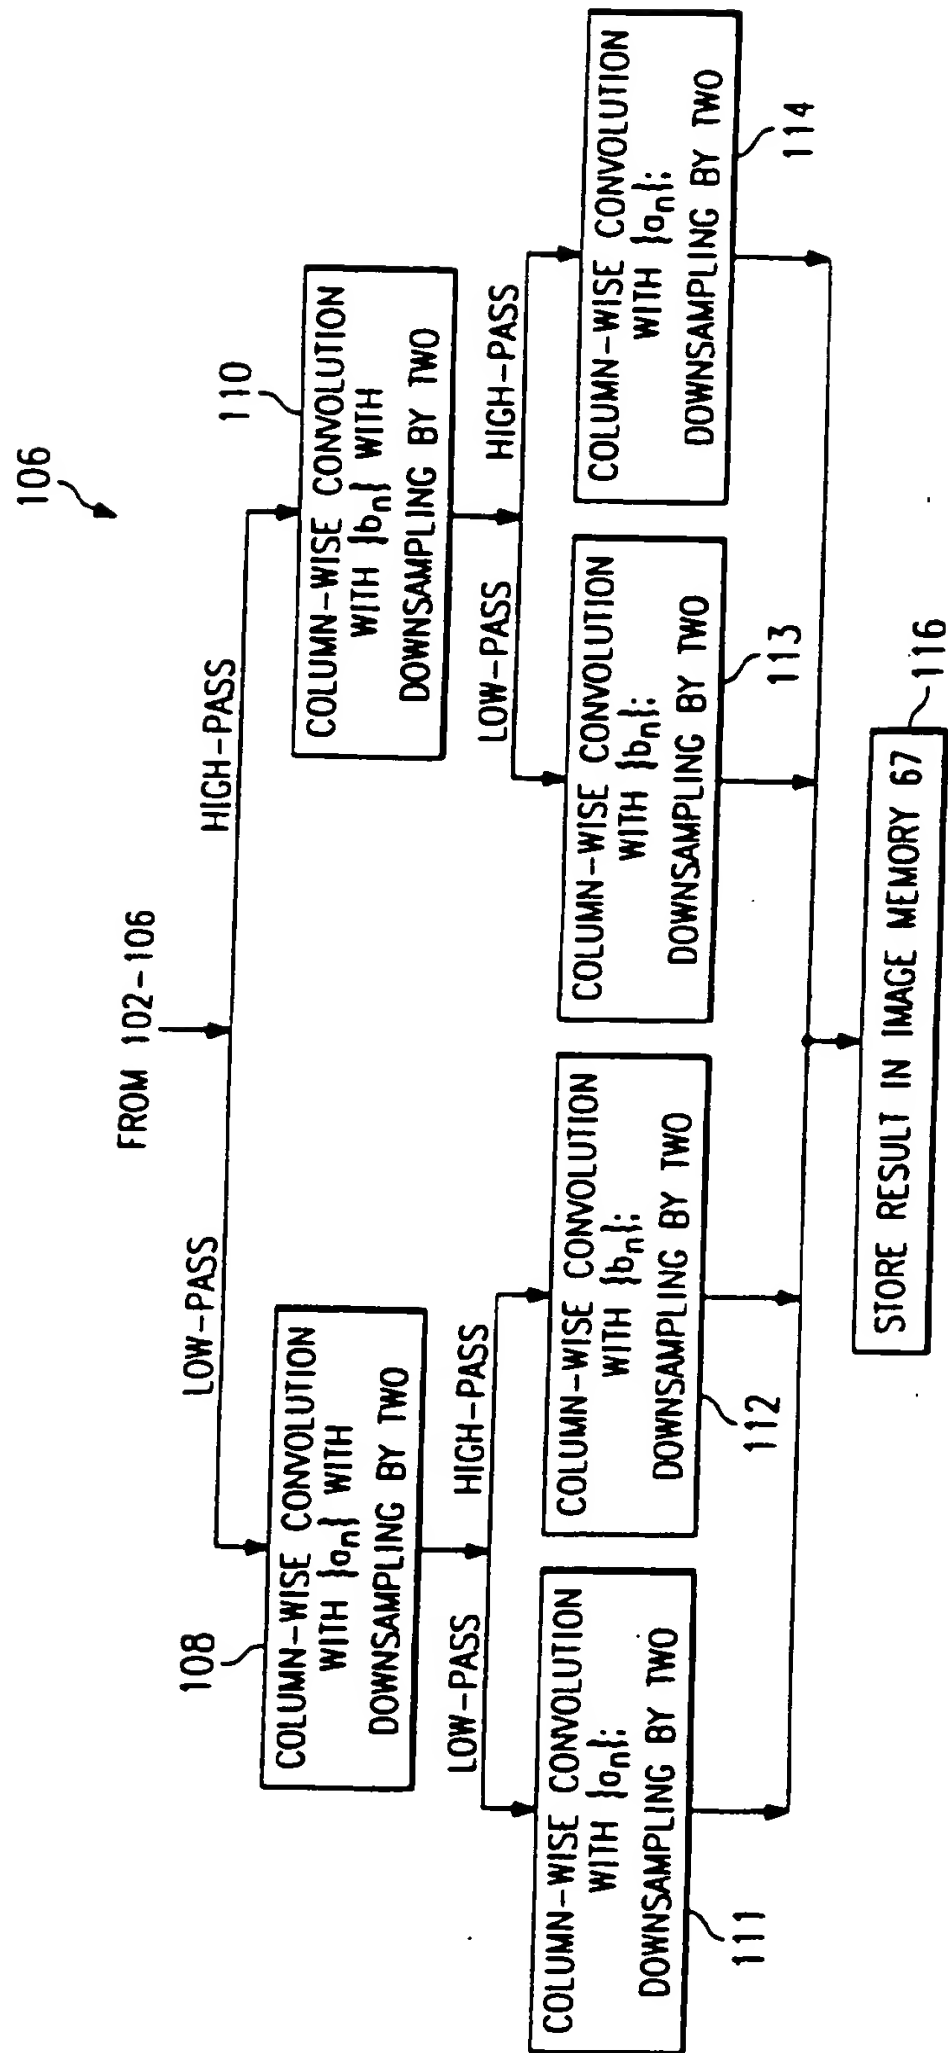 106
FROM 102-106
LOW-PASS
HIGH-PASS
108
110
COLUMN-WISE CONVOLUTION
WITH {an} WITH
DOWNSAMPLING BY TWO
COLUMN-WISE CONVOLUTION
WITH {bn} WITH
DOWNSAMPLING BY TWO
LOW-PASS
HIGH-PASS
LOW-PASS
HIGH-PASS
COLUMN-WISE CONVOLUTION
WITH {an};
DOWNSAMPLING BY TWO
COLUMN-WISE CONVOLUTION
WITH {bn};
DOWNSAMPLING BY TWO
COLUMN-WISE CONVOLUTION
WITH {bn};
DOWNSAMPLING BY TWO
COLUMN-WISE CONVOLUTION
WITH {an};
DOWNSAMPLING BY TWO
111
112
113
114
STORE RESULT IN IMAGE MEMORY 67
116